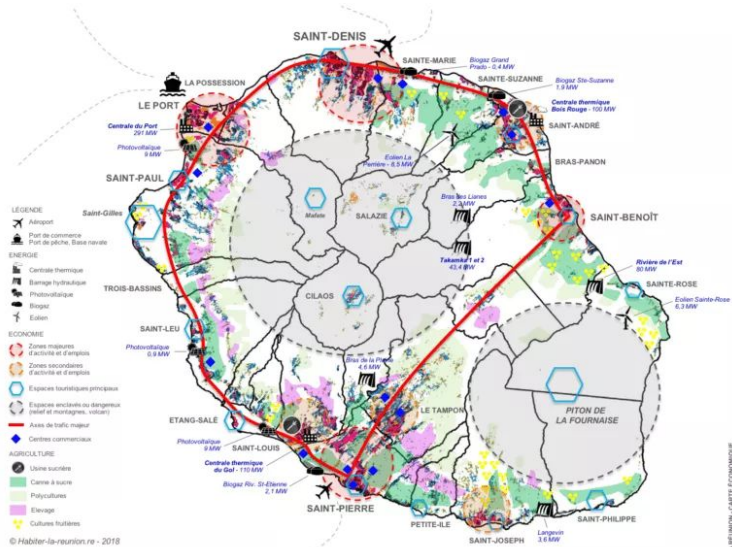 SAINT-DENIS
SAINTE-MARIE
Biogaz Grand
Prado - 0,4 MW
LA POSSESSION
SAINTE-SUZANNE
Biogaz Ste-Suzanne
1,9 MW
LE PORT
Centrale thermique
Bois Rouge - 100 MW
Centrale du Port
291 MW
SAINT-ANDRÉ
Photovoltaïque
9 MW
Eolien La
Perrière - 8,5 MW
BRAS-PANON
SAINT-PAUL
Bras des Lianes
2,2 MW
Saint-Gilles
Mafate
SALAZIE
SAINT-BENOÎT
Takamka 1 et 2
43,4 MW
Rivière de l'Est
80 MW
TROIS-BASSINS
CILAOS
SAINTE-ROSE
Eolien Sainte-Rose
6,3 MW
SAINT-LEU
Photovoltaïque
0,9 MW
Bras de la Plaine
4,6 MW
PITON DE
LA FOURNAISE
LE TAMPON
ETANG-SALÉ
Photovoltaïque
9 MW
SAINT-LOUIS
Centrale thermique
du Gol - 110 MW
Biogaz Riv. St-Etienne
2,1 MW
SAINT-PIERRE
PETITE-ILE
SAINT-JOSEPH
Langevin
3.6 MW
SAINT-PHILIPPE
LÉGENDE
Aéroport
Port de commerce
Port de pêche, Base navale
ENERGIE
Centrale thermique
Barrage hydraulique
Photovoltaïque
Biogaz
Eolien
ECONOMIE
Zones majeures
d'activité et d'emplois
Zones secondaires
d'activité et d'emplois
Espaces touristiques principaux
Espaces enclavés ou dangereux
(relief et montagnes, volcan)
Axes de trafic majeur
Centres commerciaux
AGRICULTURE
Usine sucrière
Canne à sucre
Polycultures
Elevage
Cultures fruitières
© Habiter-la-reunion.re - 2018
RÉUNION - CARTE ÉCONOMIQUE